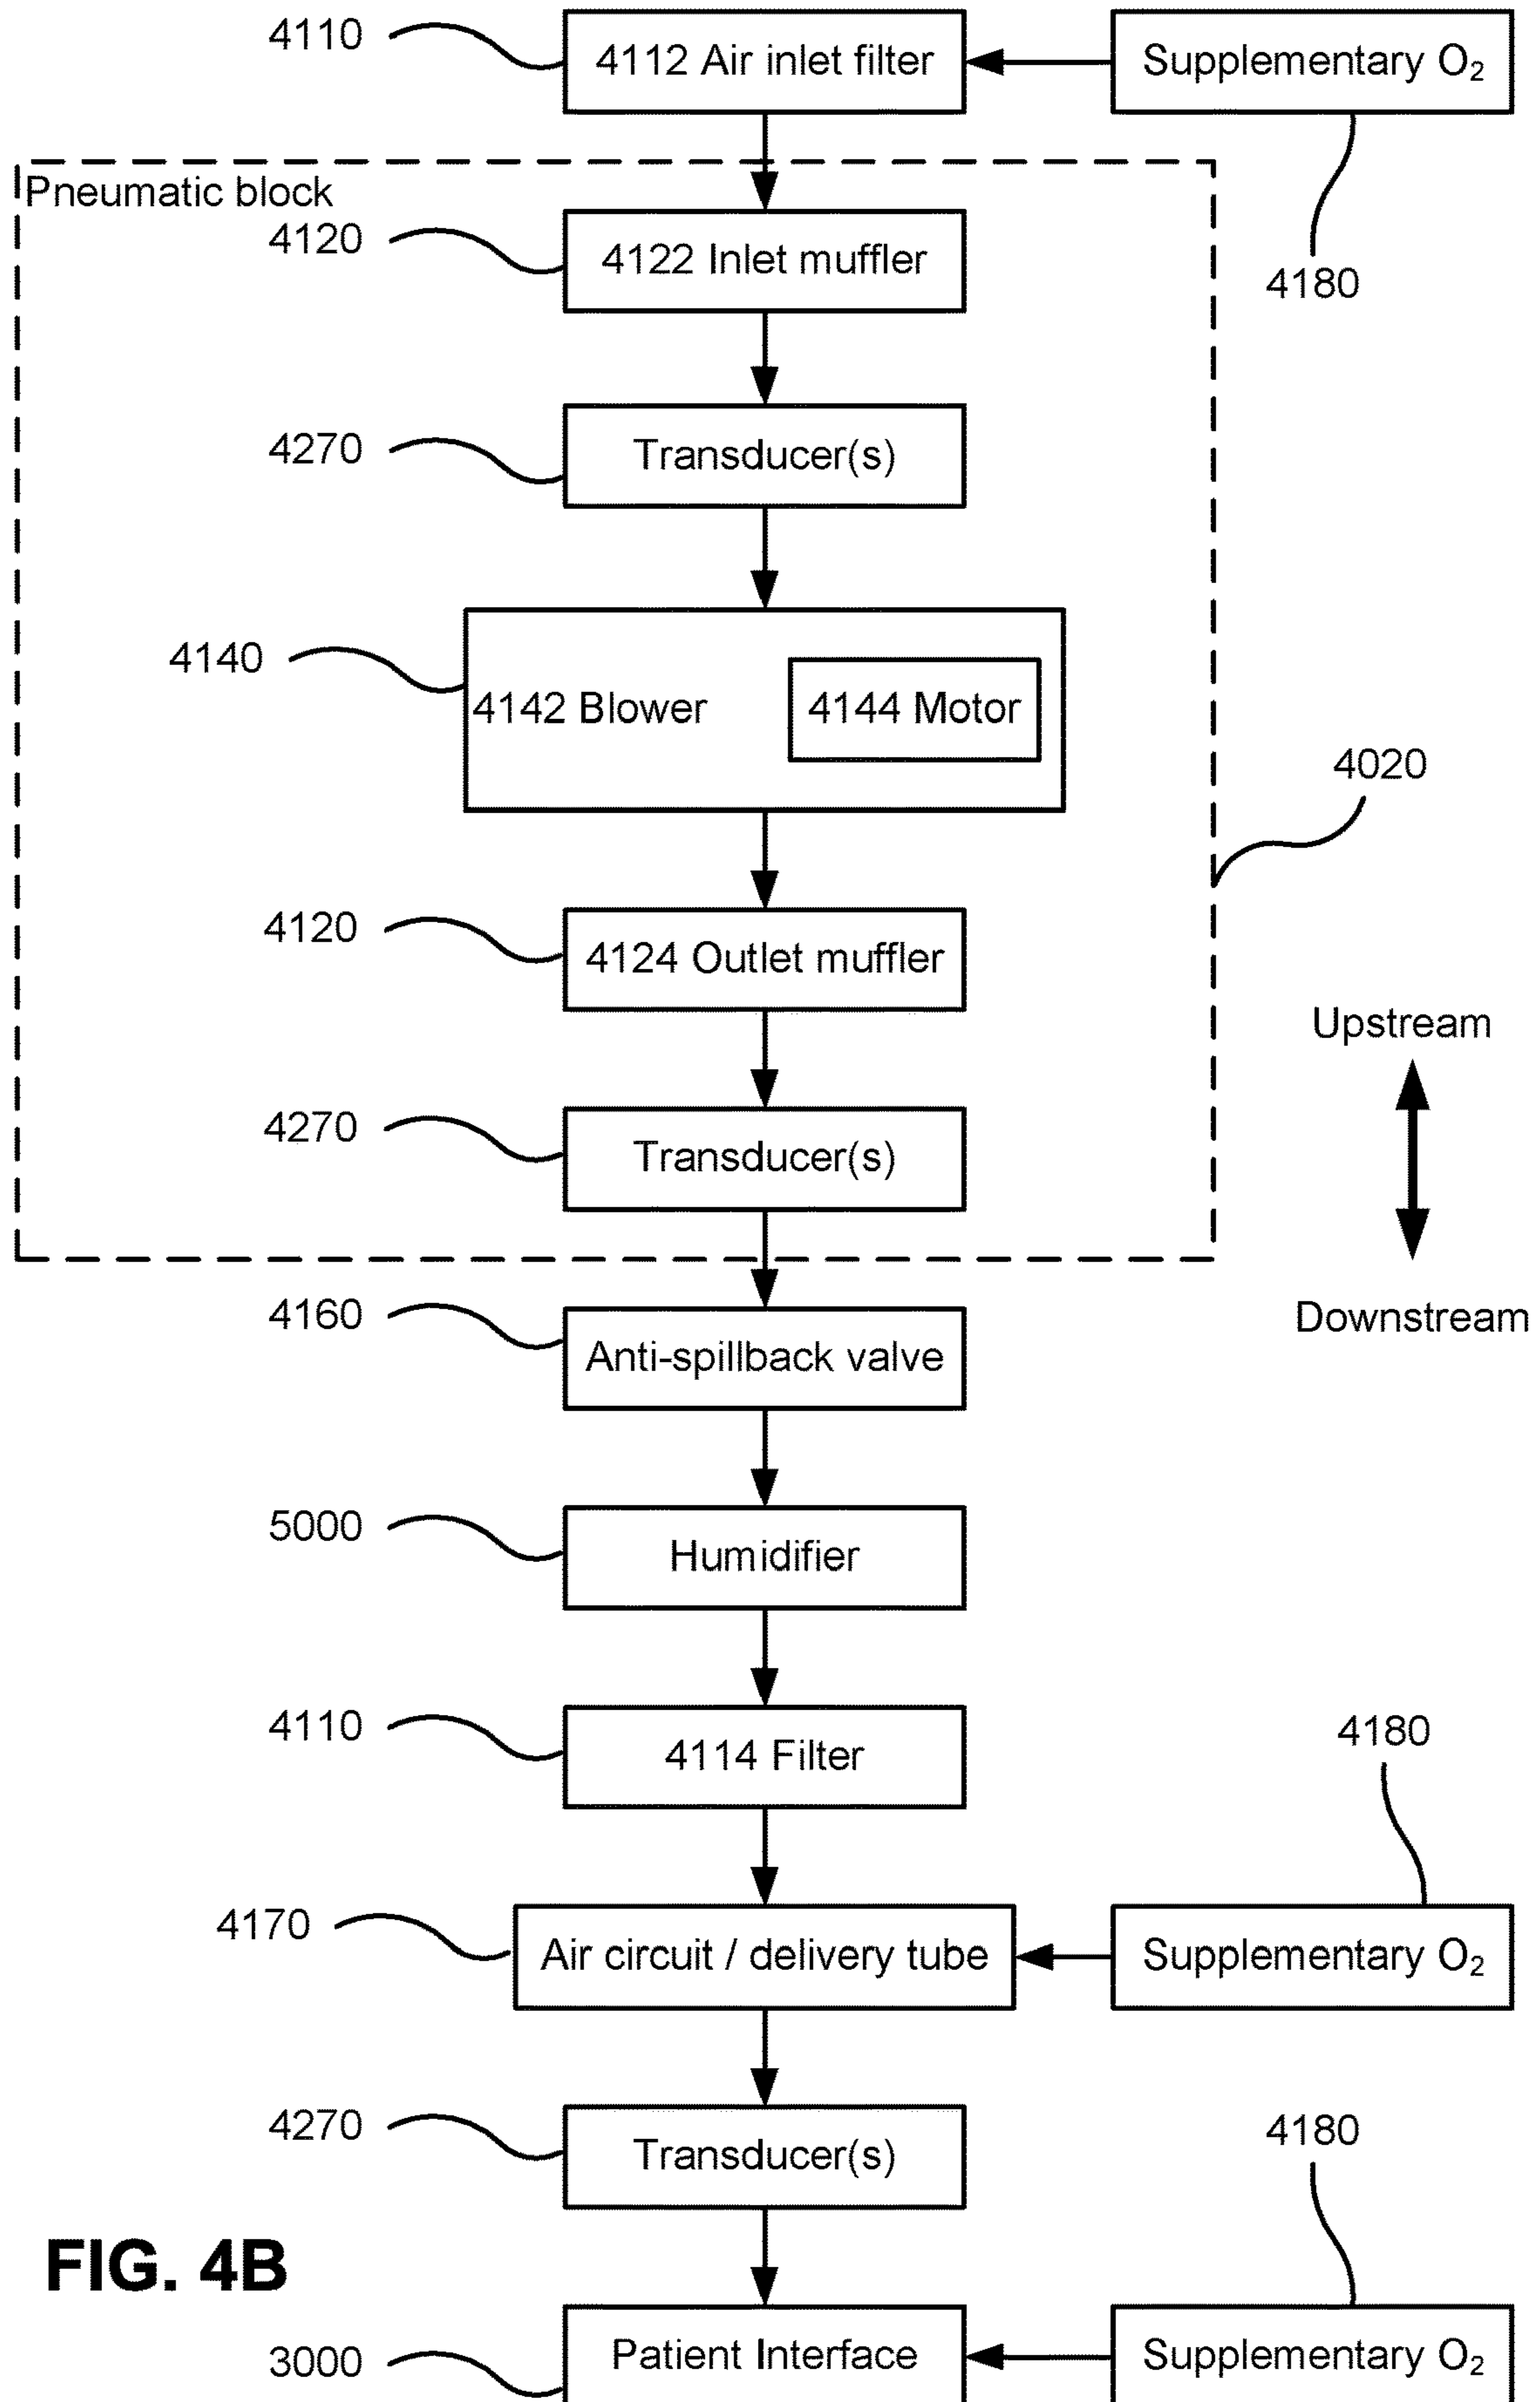 4110
4112 Air inlet filter
Supplementary O₂
4180
Pneumatic block
4120
4122 Inlet muffler
4270
Transducer(s)
4140
4142 Blower
4144 Motor
4020
4120
4124 Outlet muffler
Upstream
4270
Transducer(s)
Downstream
4160
Anti-spillback valve
5000
Humidifier
4110
4114 Filter
4180
4170
Air circuit / delivery tube
Supplementary O₂
4270
Transducer(s)
4180
FIG. 4B
3000
Patient Interface
Supplementary O₂